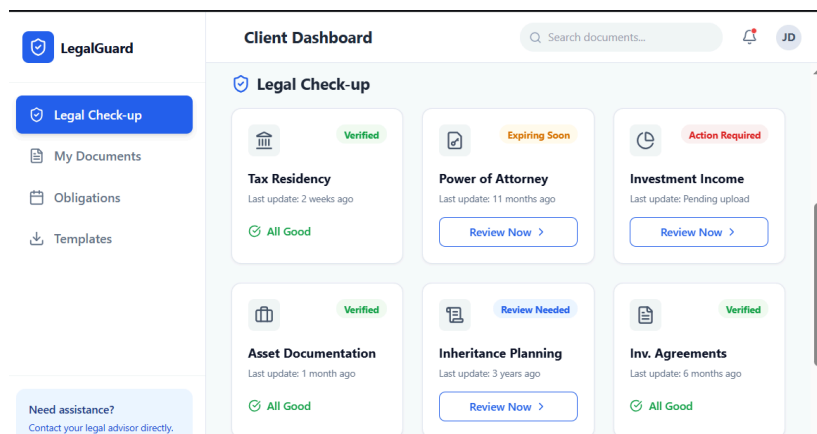 LegalGuard
Client Dashboard
Search documents...
JD
Legal Check-up
My Documents
Obligations
Templates
Need assistance?
Contact your legal advisor directly.
Legal Check-up
Verified
Tax Residency
Last update: 2 weeks ago
All Good
Expiring Soon
Power of Attorney
Last update: 11 months ago
Review Now
Action Required
Investment Income
Last update: Pending upload
Review Now
Verified
Asset Documentation
Last update: 1 month ago
All Good
Review Needed
Inheritance Planning
Last update: 3 years ago
Review Now
Verified
Inv. Agreements
Last update: 6 months ago
All Good